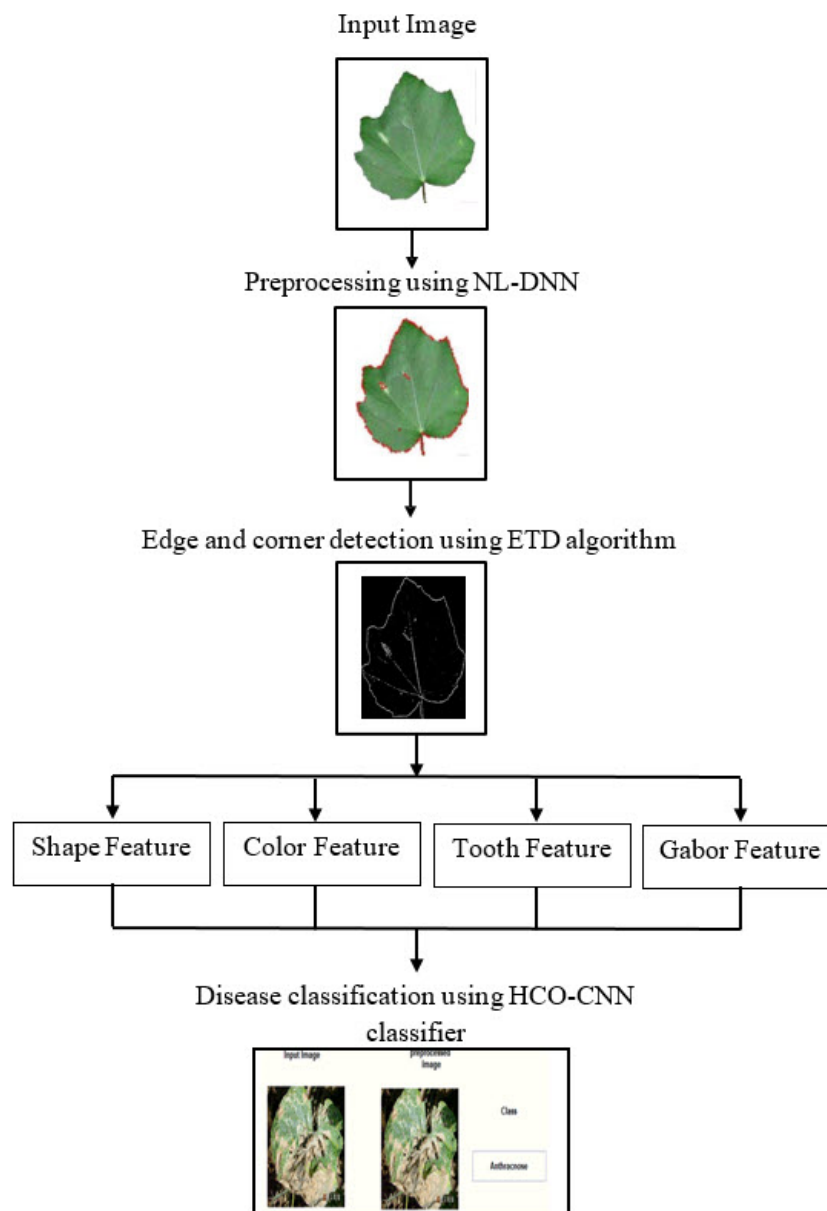 Input Image
Preprocessing using NL-DNN
Edge and corner detection using ETD algorithm
Shape Feature
Color Feature
Tooth Feature
Gabor Feature
Disease classification using HCO-CNN
classifier
Input Image
preprocessed
image
Class
Anthracnose